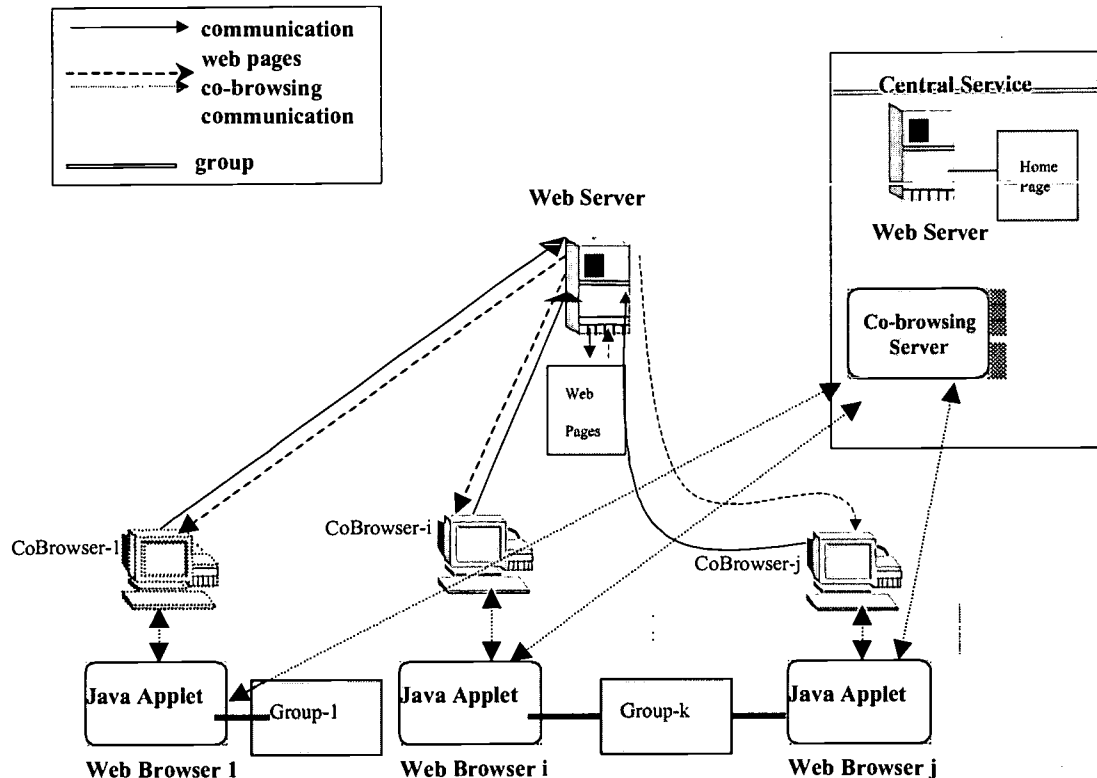 communication
web pages
co-browsing
communication
group
Central Service
Home
Page
Web Server
Co-browsing
Server
Web Server
Web
Pages
CoBrowser-1
CoBrowser-i
CoBrowser-j
Java Applet
Group-1
Java Applet
Group-k
Java Applet
Web Browser 1
Web Browser i
Web Browser j